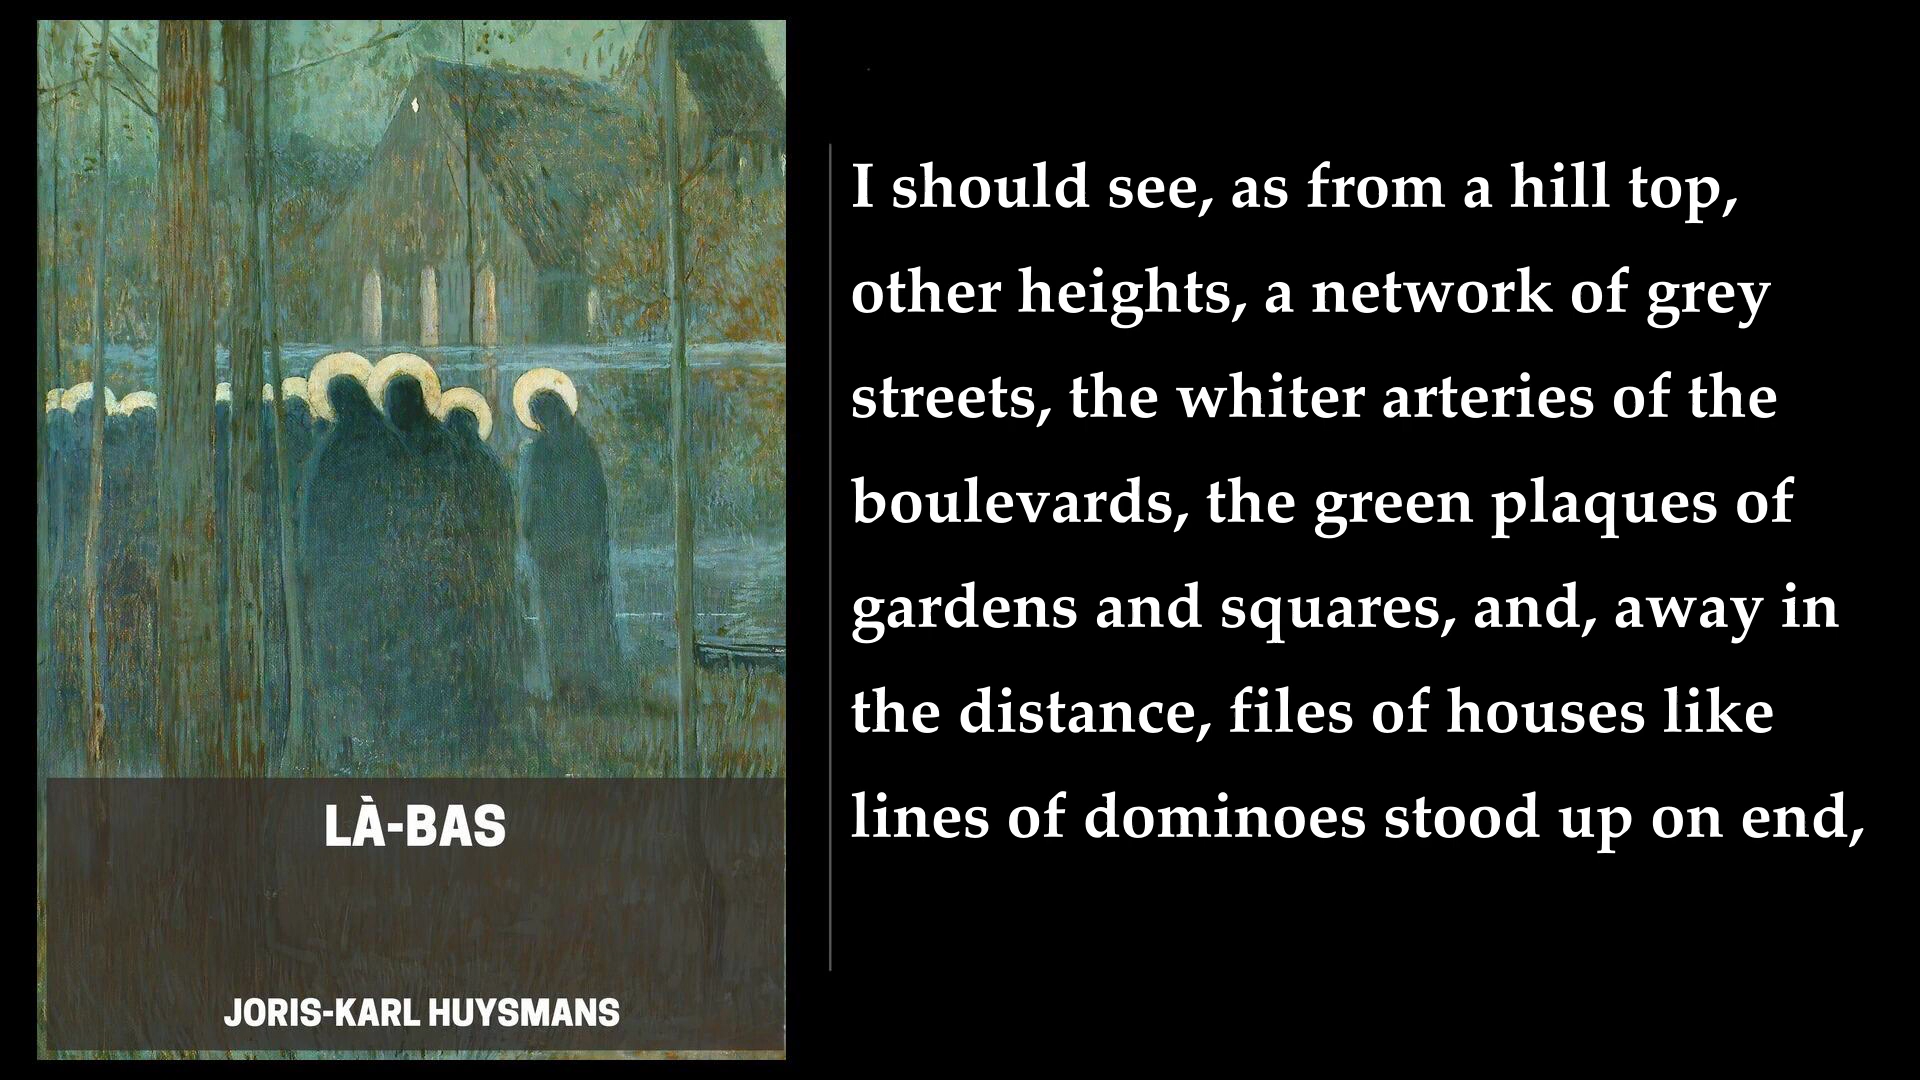 LÀ-BAS
JORIS-KARL HUYSMANS
I should see, as from a hill top,
other heights, a network of grey
streets, the whiter arteries of the
boulevards, the green plaques of
gardens and squares, and, away in
the distance, files of houses like
lines of dominoes stood up on end,